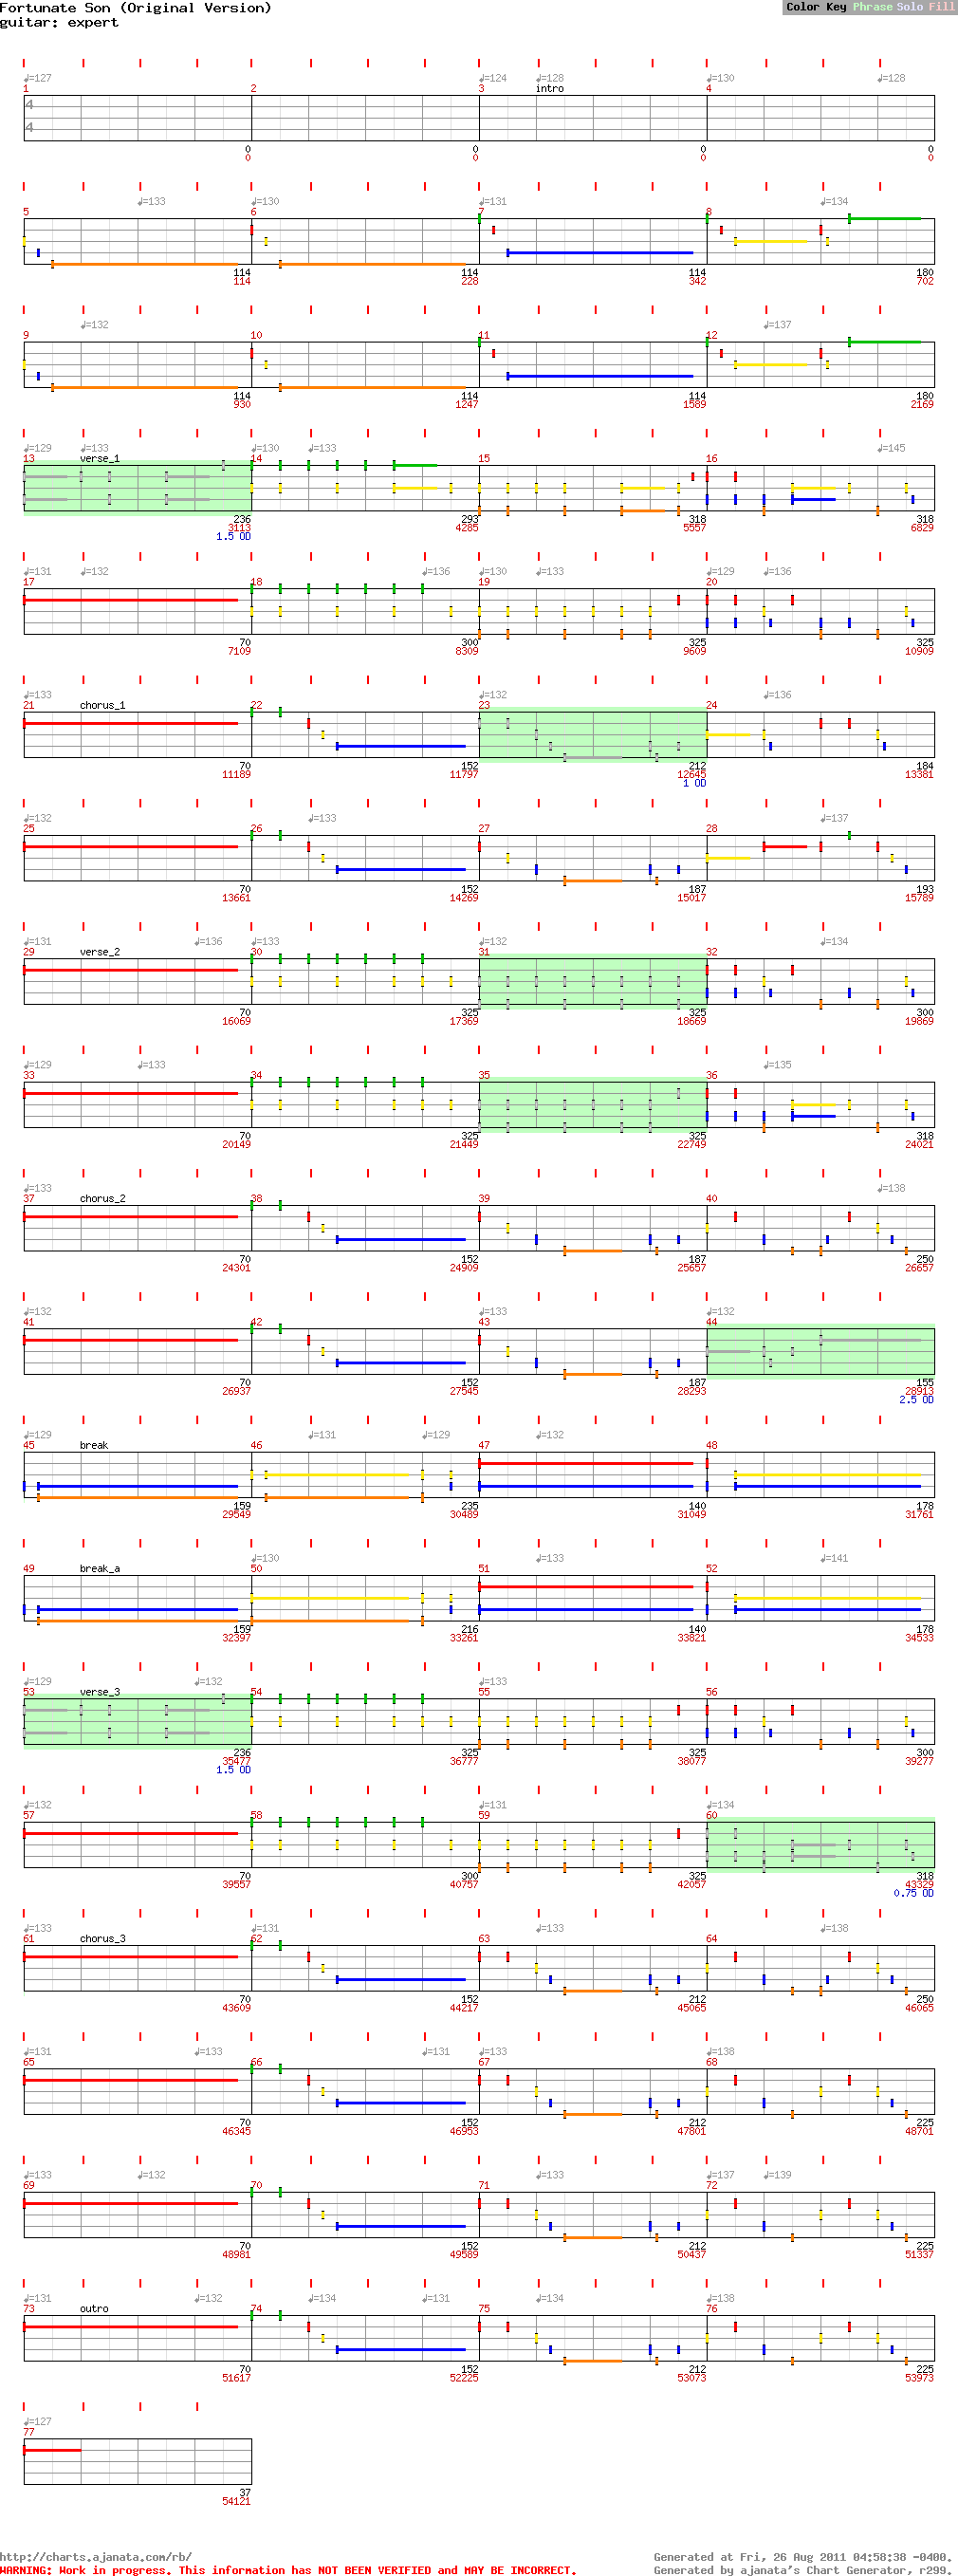 Fortunate Son (Original Version) Color Key Phrase Solo Fill
guitar: expert
♩=127 ♩=124 ♩=128 ♩=130 ♩=128
1 2 3 intro 4
4
4
0 0 0 0
0 0 0 0
♩=133 ♩=130 ♩=131 ♩=134
5 6 7 8
114 114 114 180
114 228 342 702
♩=132 ♩=137
9 10 11 12
114 114 114 180
930 1247 1589 2169
♩=129 ♩=133 ♩=130 ♩=133 ♩=145
13 verse_1 14 15 16
236 293 318 318
3113 4285 5557 6829
1.5 OD
♩=131 ♩=132 ♩=136 ♩=130 ♩=133 ♩=129 ♩=136
17 18 19 20
70 300 325 325
7109 8309 9609 10909
♩=133 ♩=132 ♩=136
21 chorus_1 22 23 24
70 152 212 184
11189 11797 12645 13381
1 OD
♩=132 ♩=133 ♩=137
25 26 27 28
70 152 187 193
13661 14269 15017 15789
♩=131 ♩=136 ♩=133 ♩=132 ♩=134
29 verse_2 30 31 32
70 325 325 300
16069 17369 18669 19869
♩=129 ♩=133 ♩=135
33 34 35 36
70 325 325 318
20149 21449 22749 24021
♩=133 ♩=138
37 chorus_2 38 39 40
70 152 187 250
24301 24909 25657 26657
♩=132 ♩=133 ♩=132
41 42 43 44
70 152 187 155
26937 27545 28293 28913
2.5 OD
♩=129 ♩=131 ♩=129 ♩=132
45 break 46 47 48
159 235 140 178
29549 30489 31049 31761
♩=130 ♩=133 ♩=141
49 break_a 50 51 52
159 216 140 178
32397 33261 33821 34533
♩=129 ♩=132 ♩=133
53 verse_3 54 55 56
236 325 325 300
35477 36777 38077 39277
1.5 OD
♩=132 ♩=131 ♩=134
57 58 59 60
70 300 325 318
39557 40757 42057 43329
0.75 OD
♩=133 ♩=131 ♩=133 ♩=138
61 chorus_3 62 63 64
70 152 212 250
43609 44217 45065 46065
♩=131 ♩=133 ♩=131 ♩=133 ♩=138
65 66 67 68
70 152 212 225
46345 46953 47801 48701
♩=133 ♩=132 ♩=133 ♩=137 ♩=139
69 70 71 72
70 152 212 225
48981 49589 50437 51337
♩=131 ♩=132 ♩=134 ♩=131 ♩=134 ♩=138
73 outro 74 75 76
70 152 212 225
51617 52225 53073 53973
♩=127
77
37
54121
http://charts.ajanata.com/rb/ Generated at Fri, 26 Aug 2011 04:58:38 -0400.
WARNING: Work in progress. This information has NOT BEEN VERIFIED and MAY BE INCORRECT. Generated by ajanata's Chart Generator, r299.